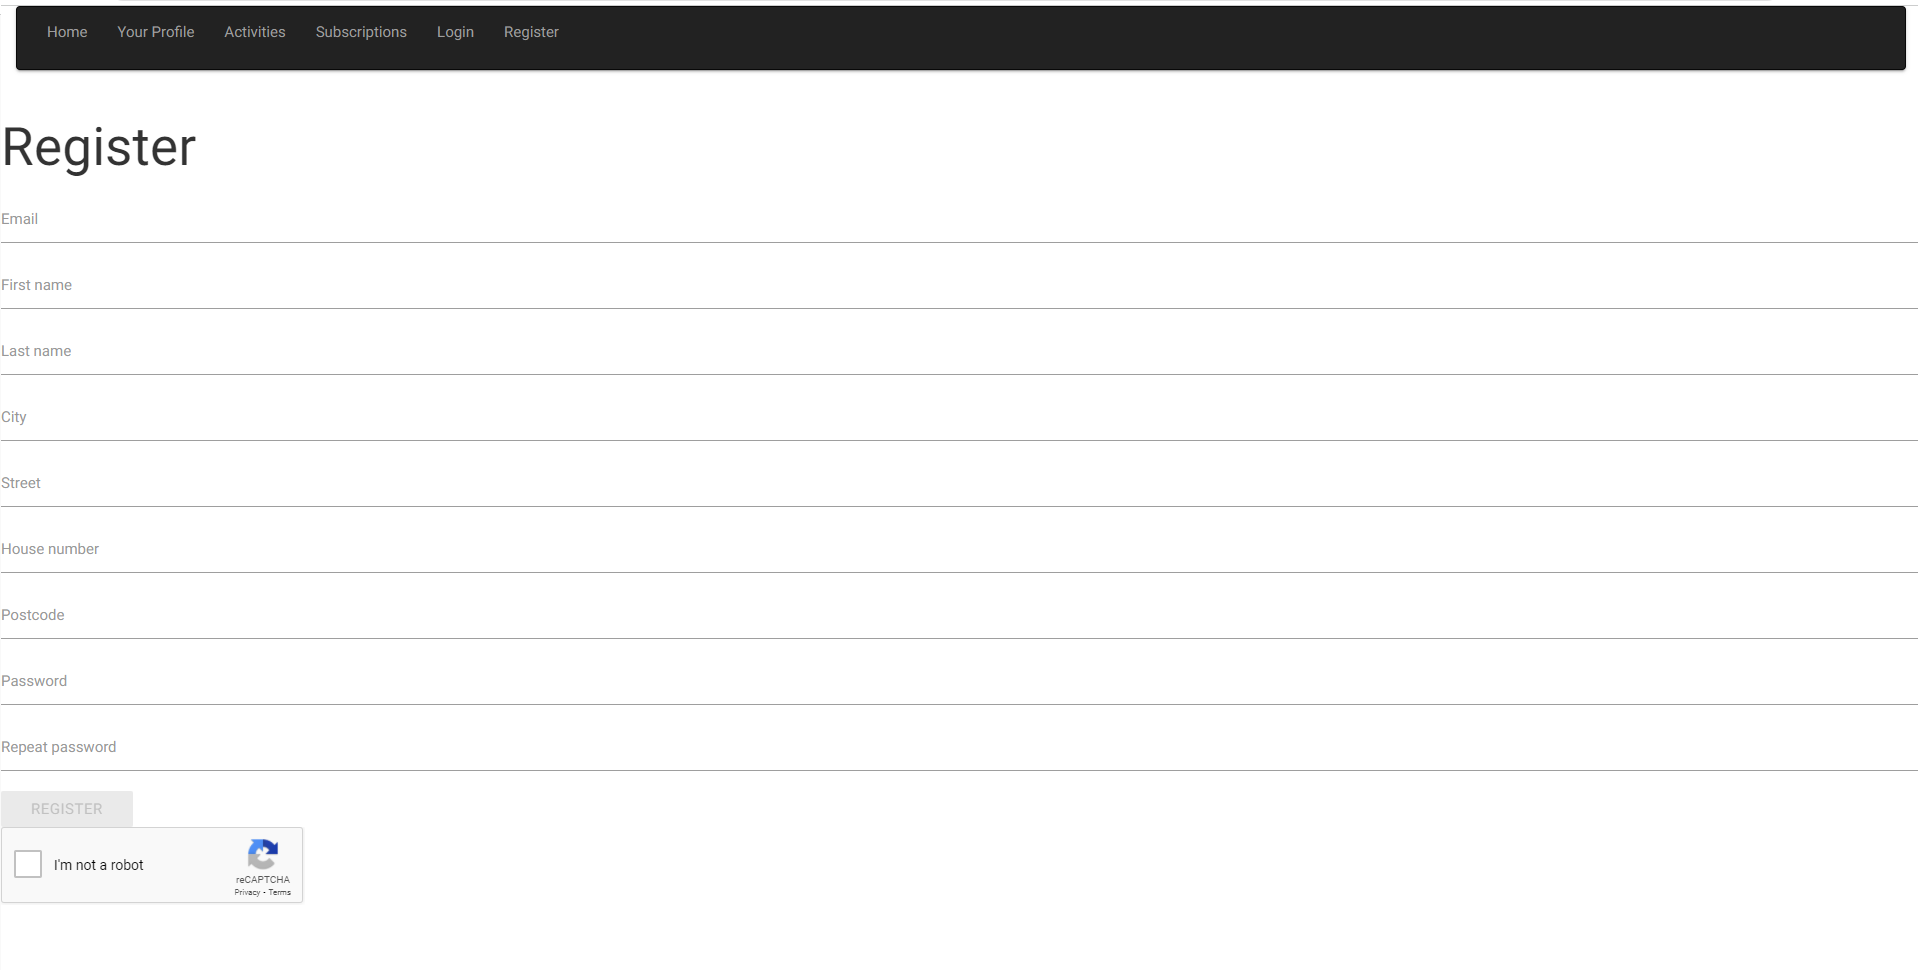 Home Your Profile Activities Subscriptions Login Register
Register
Email
First name
Last name
City
Street
House number
Postcode
Password
Repeat password
REGISTER
I'm not a robot
reCAPTCHA
Privacy - Terms